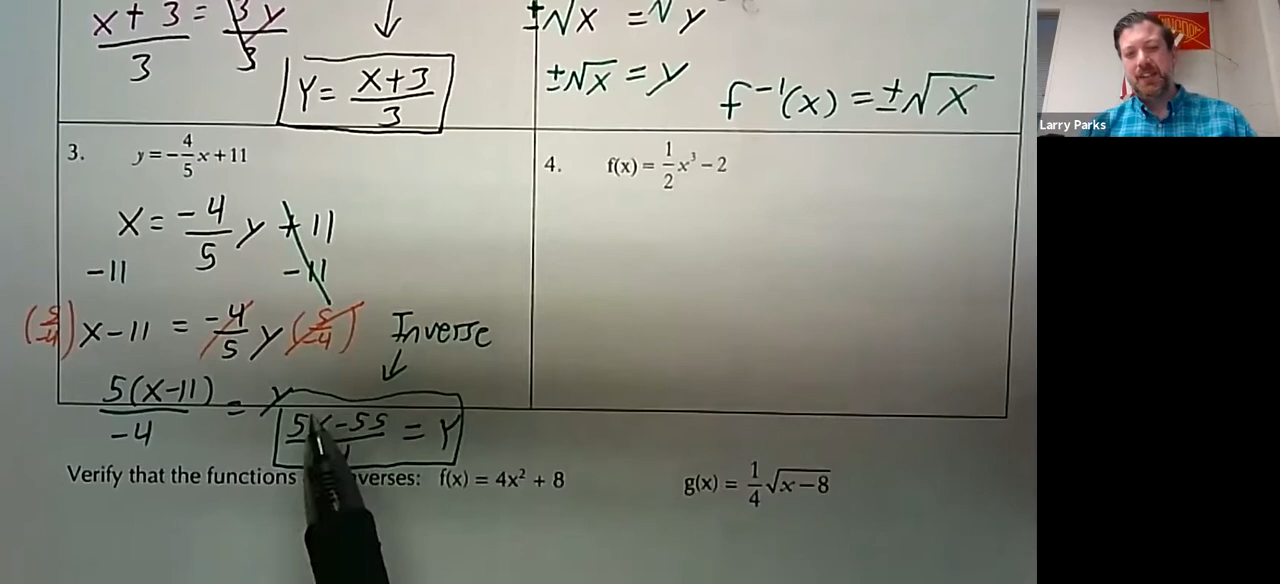 x + 3 = 3y
3 3
y = x+3
3
±√x = √y
±√x = y
f⁻¹(x) = ±√x
Larry Parks
3. y = -4/5 x + 11
x = -4/5 y + 11
-11 -11
(5/-4) x - 11 = -4/5 y (5/-4)
Inverse
5(x-11) = y
-4
5x-55 = y
4. f(x) = 1/2 x³ - 2
Verify that the functions verses: f(x) = 4x² + 8 g(x) = 1/4 √x-8